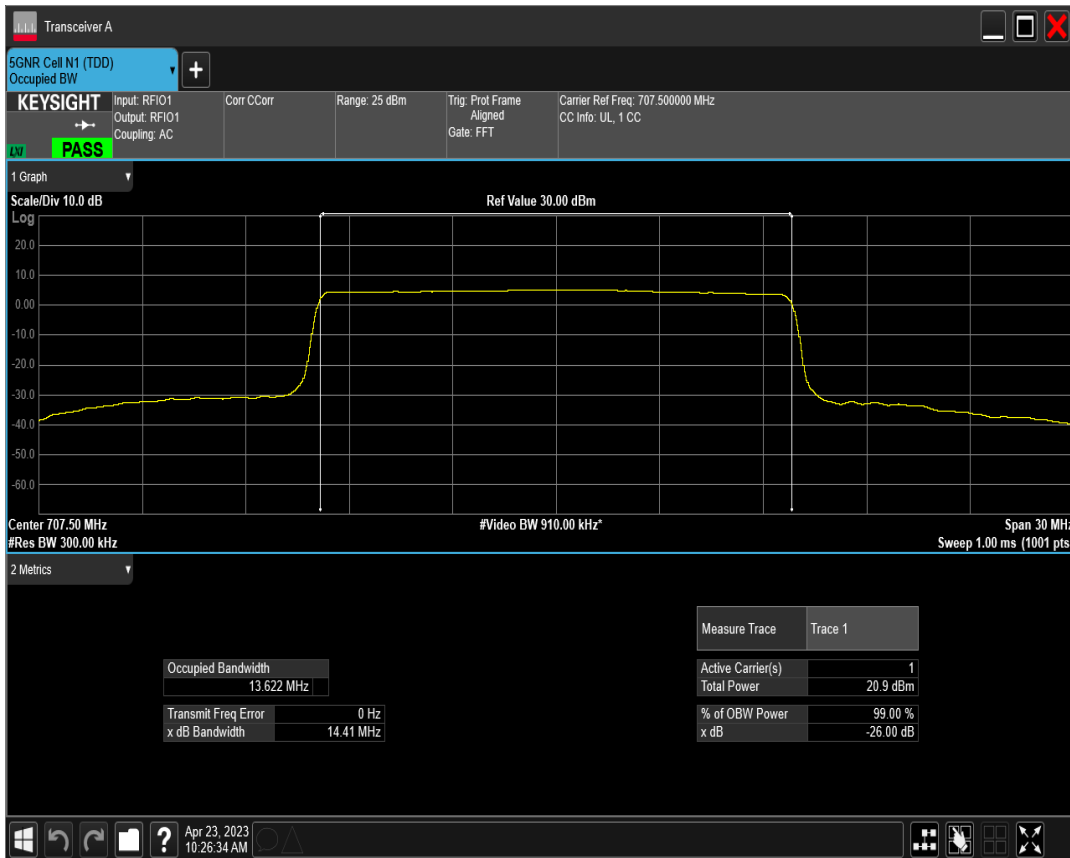 Transceiver A
5GNR Cell N1 (TDD)
Occupied BW
+
KEYSIGHT
LXI
PASS
Input: RFIO1
Output: RFIO1
Coupling: AC
Corr CCorr
Range: 25 dBm
Trig: Prot Frame
Aligned
Gate: FFT
Carrier Ref Freq: 707.500000 MHz
CC Info: UL, 1 CC
1 Graph
Scale/Div 10.0 dB
Ref Value 30.00 dBm
Log
20.0
10.0
0.00
-10.0
-20.0
-30.0
-40.0
-50.0
-60.0
Center 707.50 MHz
#Video BW 910.00 kHz*
Span 30 MHz
#Res BW 300.00 kHz
Sweep 1.00 ms (1001 pts
2 Metrics
Measure Trace Trace 1
Occupied Bandwidth
13.622 MHz
Active Carrier(s) 1
Total Power 20.9 dBm
Transmit Freq Error 0 Hz
x dB Bandwidth 14.41 MHz
% of OBW Power 99.00 %
x dB -26.00 dB
?
Apr 23, 2023
10:26:34 AM